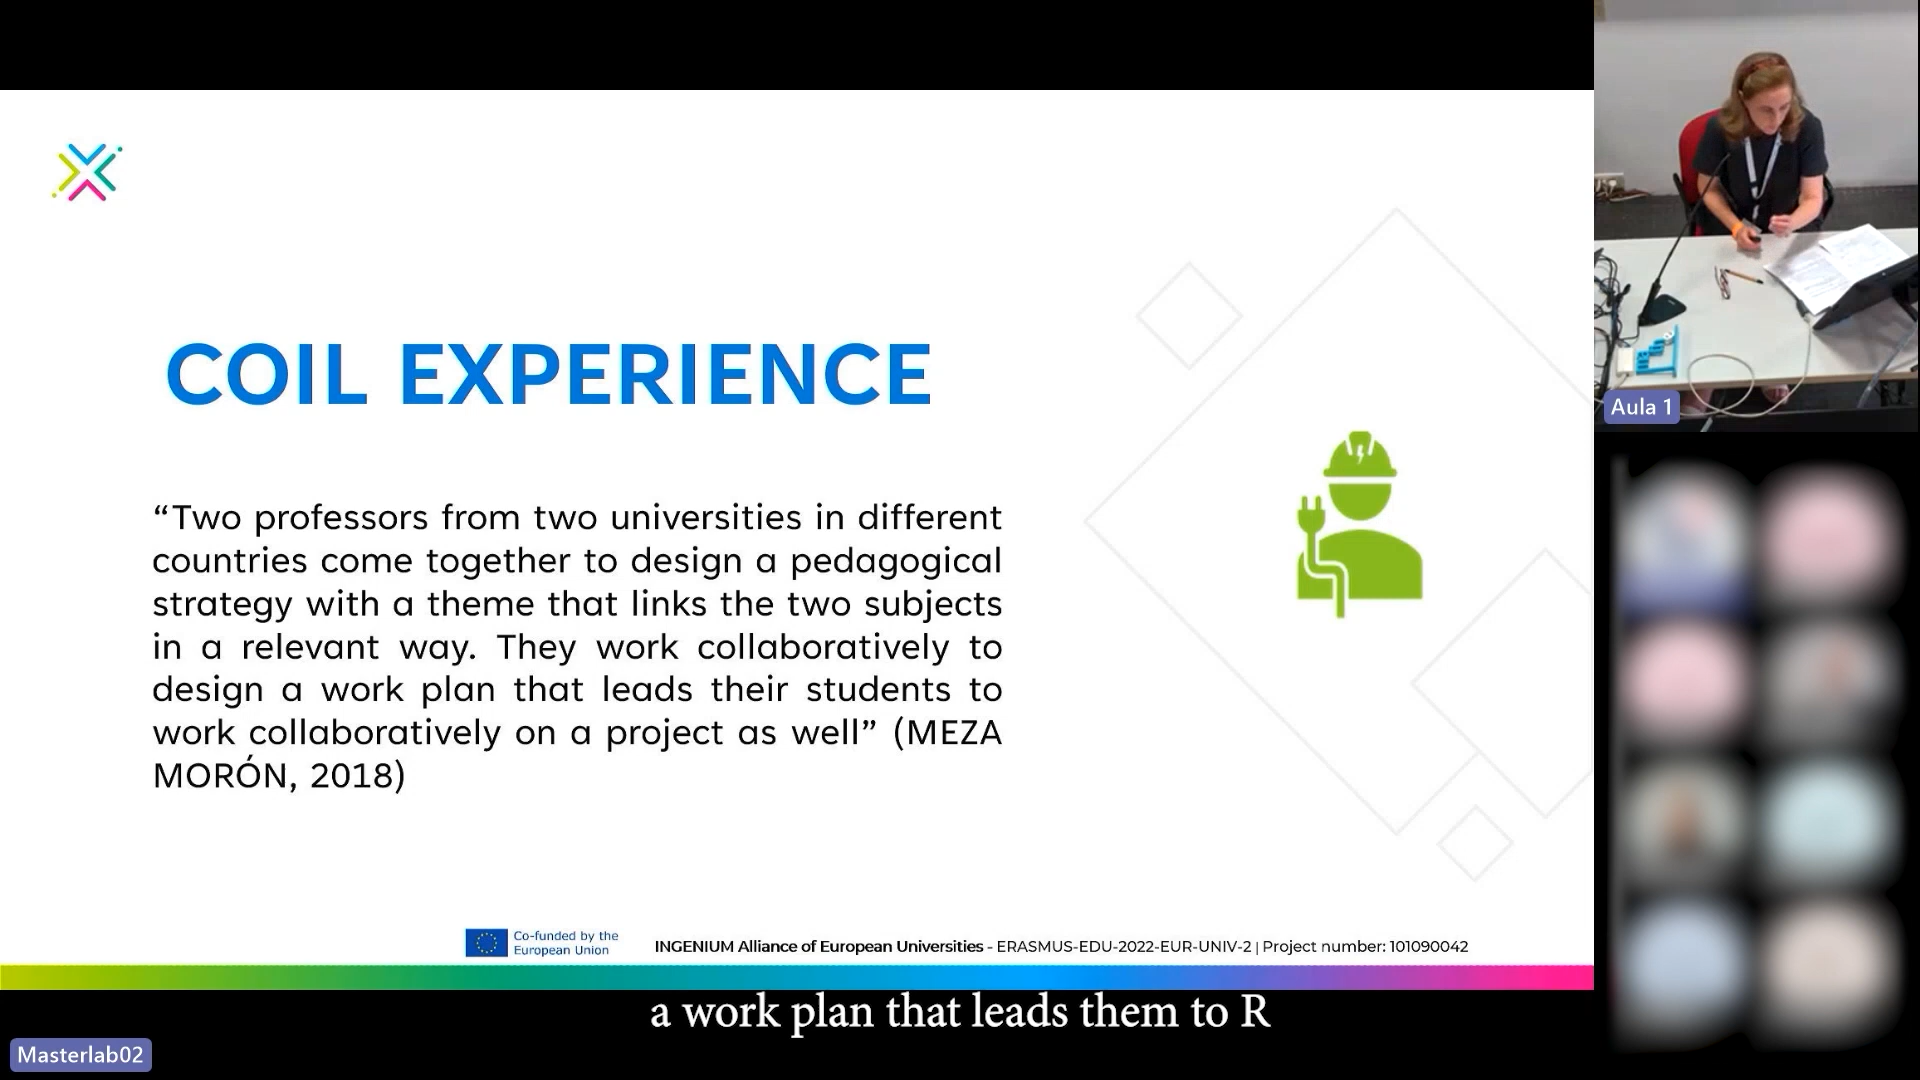 COIL EXPERIENCE
“Two professors from two universities in different
countries come together to design a pedagogical
strategy with a theme that links the two subjects
in a relevant way. They work collaboratively to
design a work plan that leads their students to
work collaboratively on a project as well” (MEZA
MORÓN, 2018)
Co-funded by the
European Union
INGENIUM Alliance of European Universities - ERASMUS-EDU-2022-EUR-UNIV-2 | Project number: 101090042
a work plan that leads them to R
Masterlab02
Aula 1